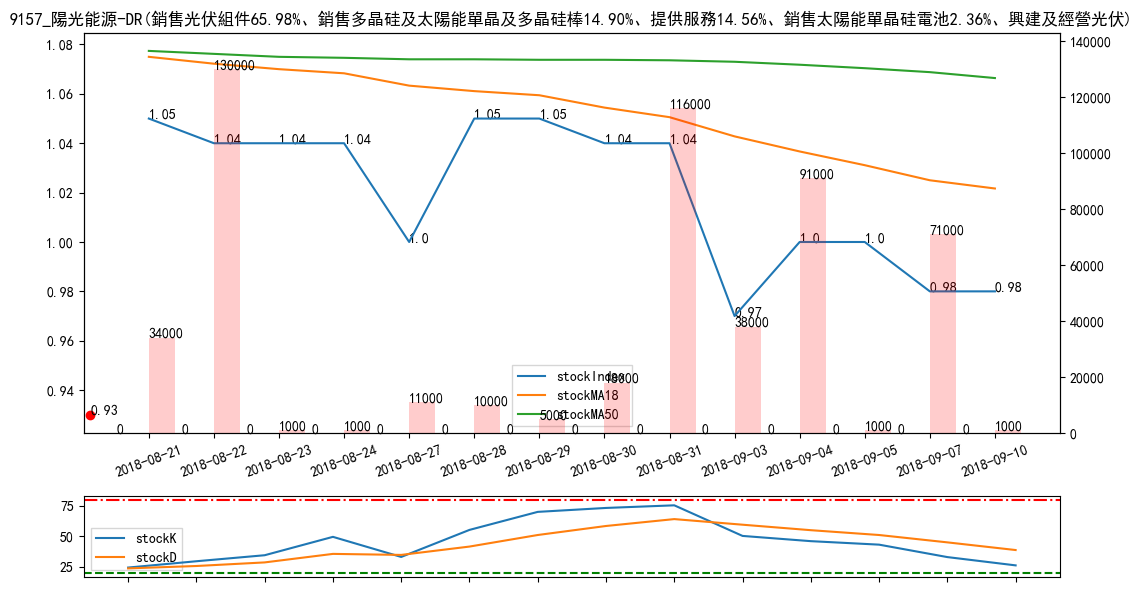 9157_陽光能源-DR(銷售光伏組件65.98%、銷售多晶硅及太陽能單晶及多晶硅棒14.90%、提供服務14.56%、銷售太陽能單晶硅電池2.36%、興建及經營光伏)
1.08
1.06
1.04
1.02
1.00
0.98
0.96
0.94
140000
120000
100000
80000
60000
40000
20000
0
1.05 1.04 1.04 1.04 1.0 1.05 1.05 1.04 1.04 0.97 1.0 1.0 0.98 0.98
0.93
34000 130000 1000 1000 11000 10000 5000 18000 116000 38000 91000 1000 71000 1000
0 0 0 0 0 0 0 0 0 0 0 0 0 0
stockIndex
stockMA18
stockMA50
2018-08-21 2018-08-22 2018-08-23 2018-08-24 2018-08-27 2018-08-28 2018-08-29 2018-08-30 2018-08-31 2018-09-03 2018-09-04 2018-09-05 2018-09-07 2018-09-10
75
50
25
stockK
stockD